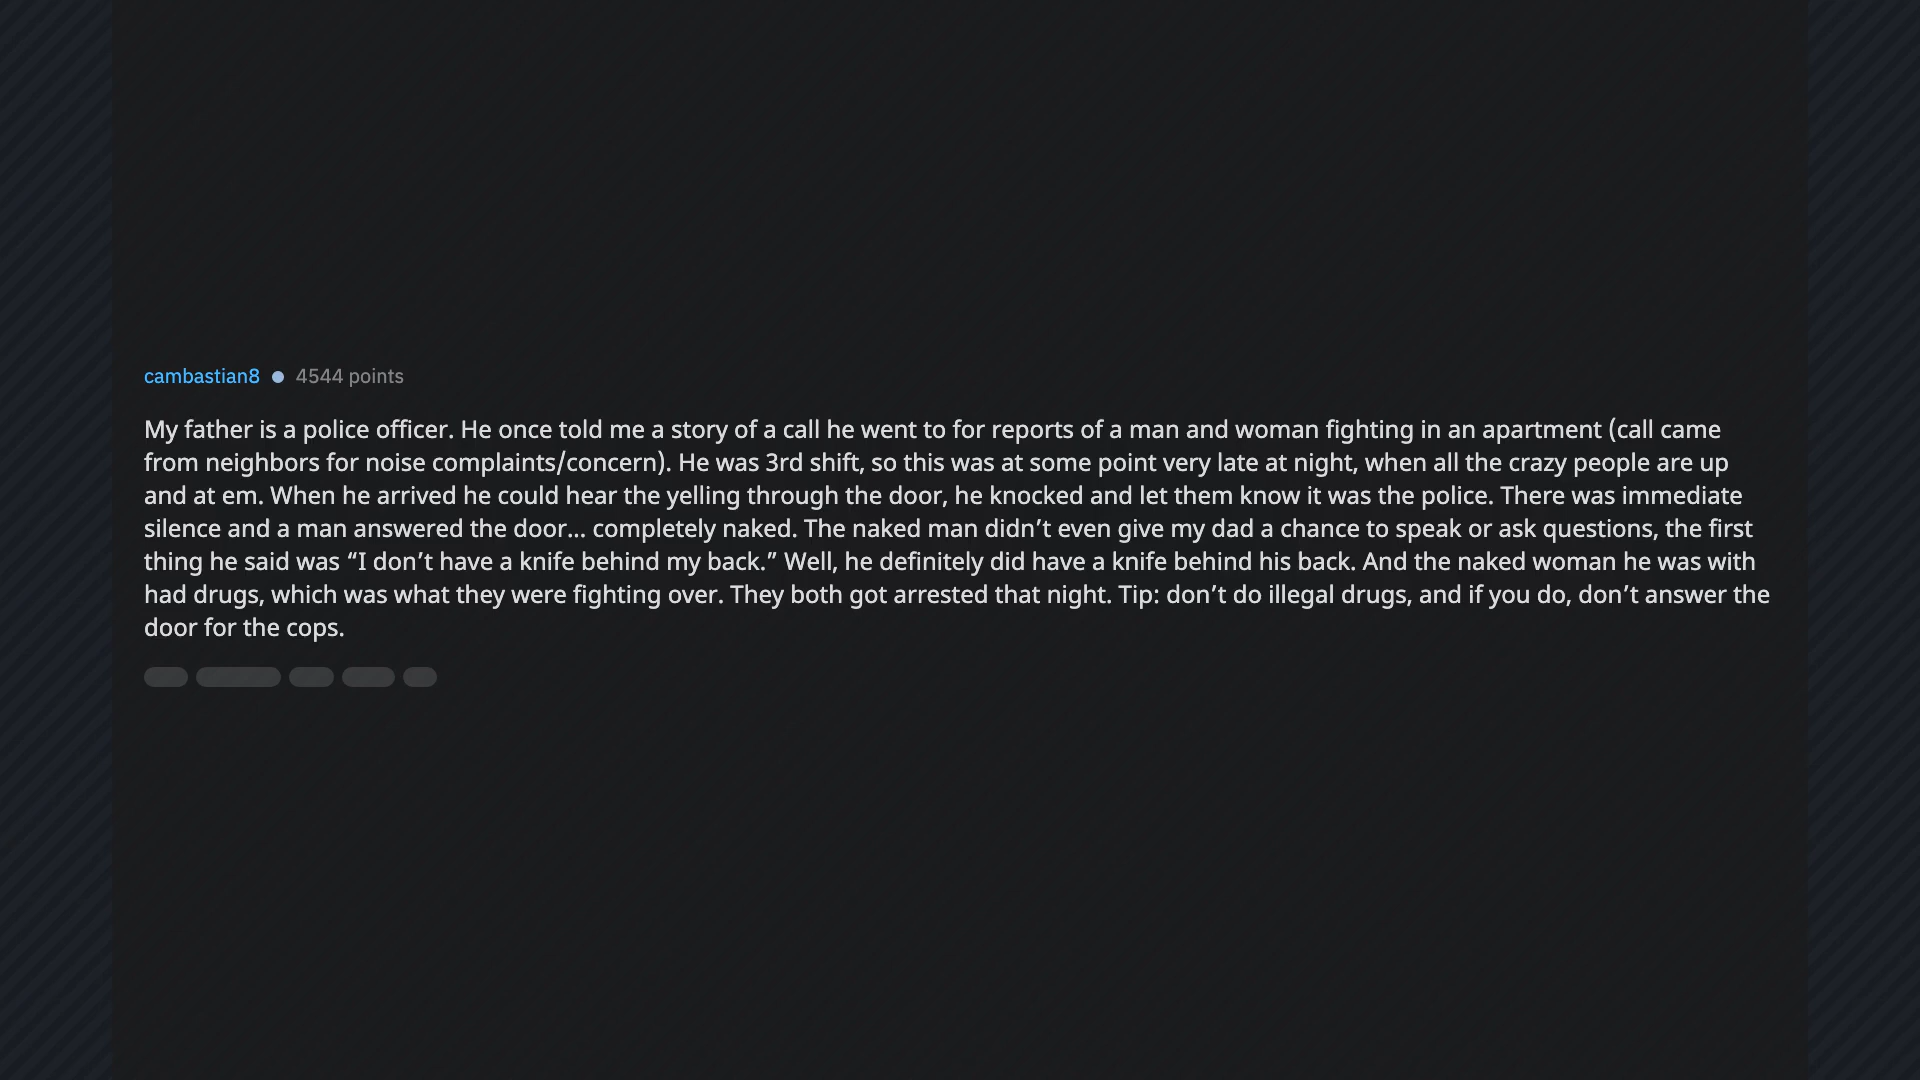 cambastian8 ● 4544 points
My father is a police officer. He once told me a story of a call he went to for reports of a man and woman fighting in an apartment (call came
from neighbors for noise complaints/concern). He was 3rd shift, so this was at some point very late at night, when all the crazy people are up
and at em. When he arrived he could hear the yelling through the door, he knocked and let them know it was the police. There was immediate
silence and a man answered the door... completely naked. The naked man didn’t even give my dad a chance to speak or ask questions, the first
thing he said was “I don’t have a knife behind my back.” Well, he definitely did have a knife behind his back. And the naked woman he was with
had drugs, which was what they were fighting over. They both got arrested that night. Tip: don’t do illegal drugs, and if you do, don’t answer the
door for the cops.